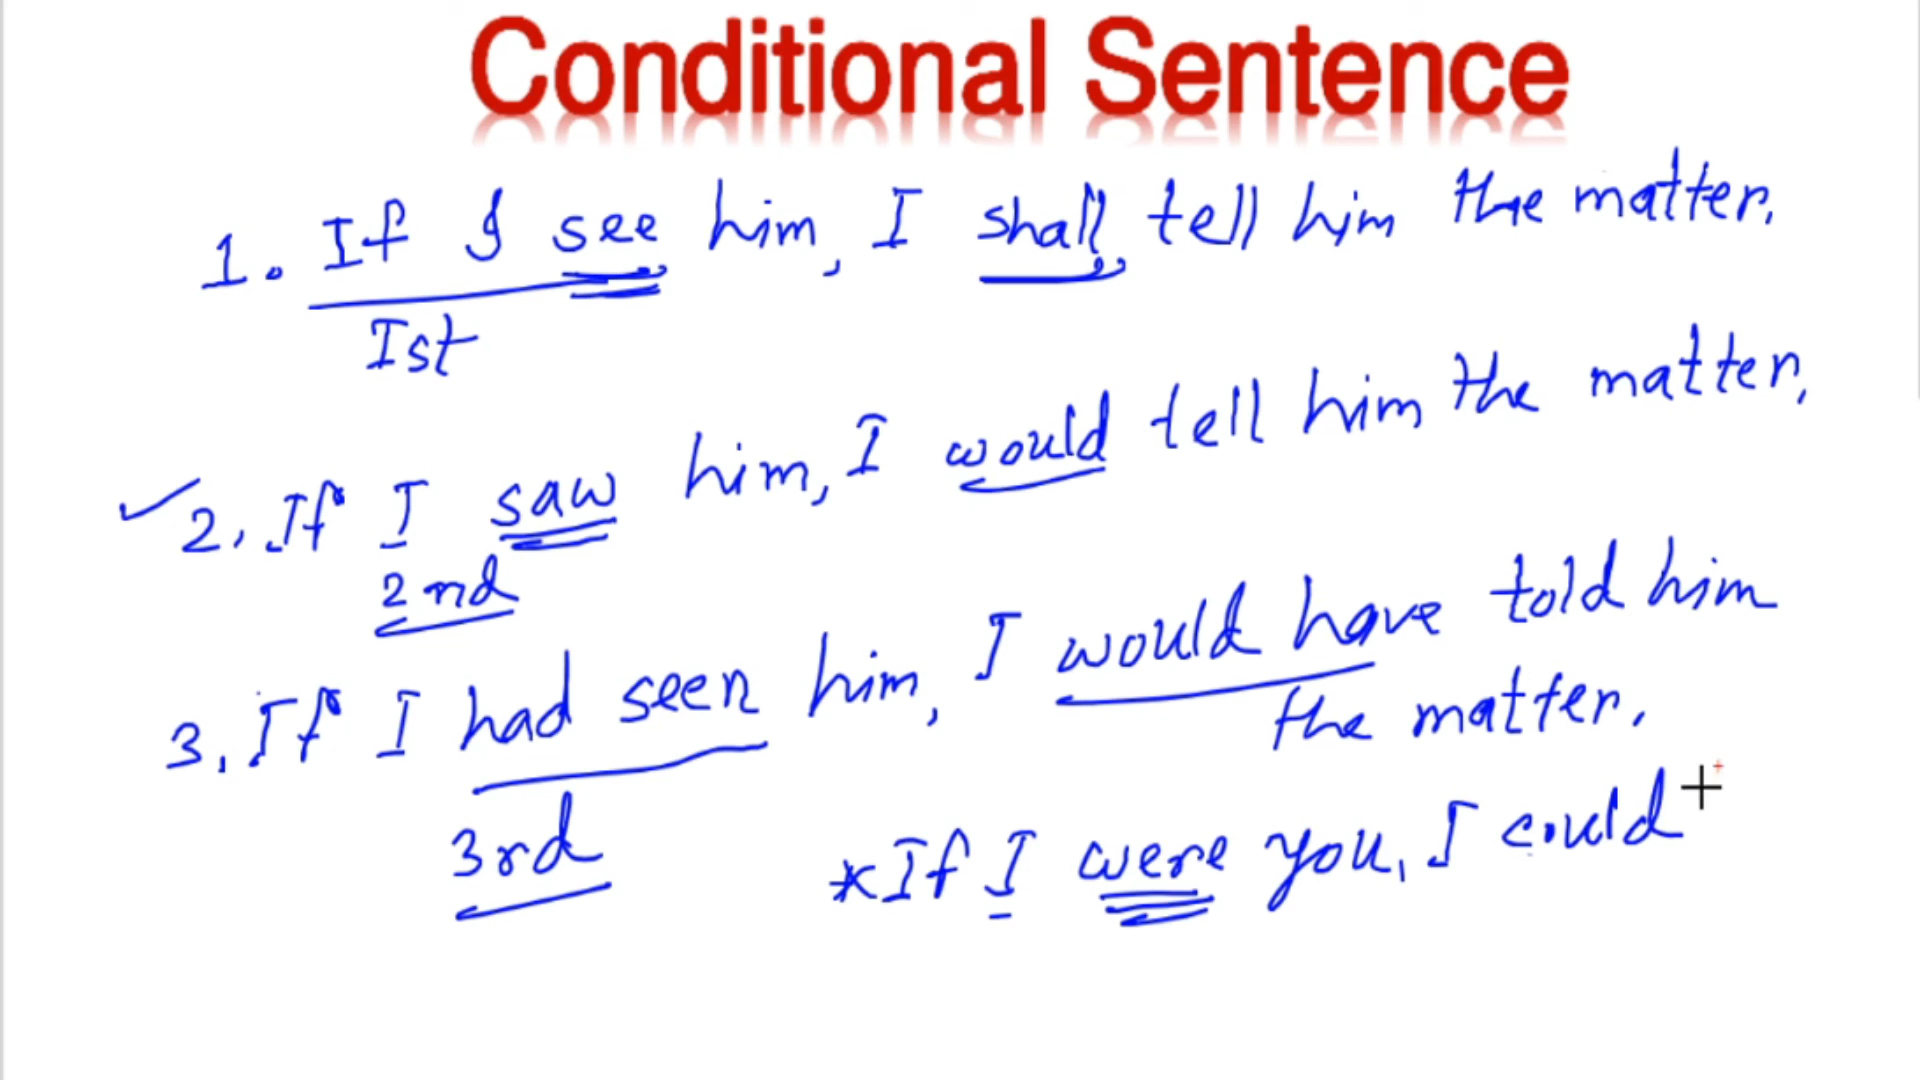 Conditional Sentence
1. If I see him, I shall tell him the matter.
Ist
2. If I saw him, I would tell him the matter.
2nd
3. If I had seen him, I would have told him
the matter.
3rd
*If I were you, I could